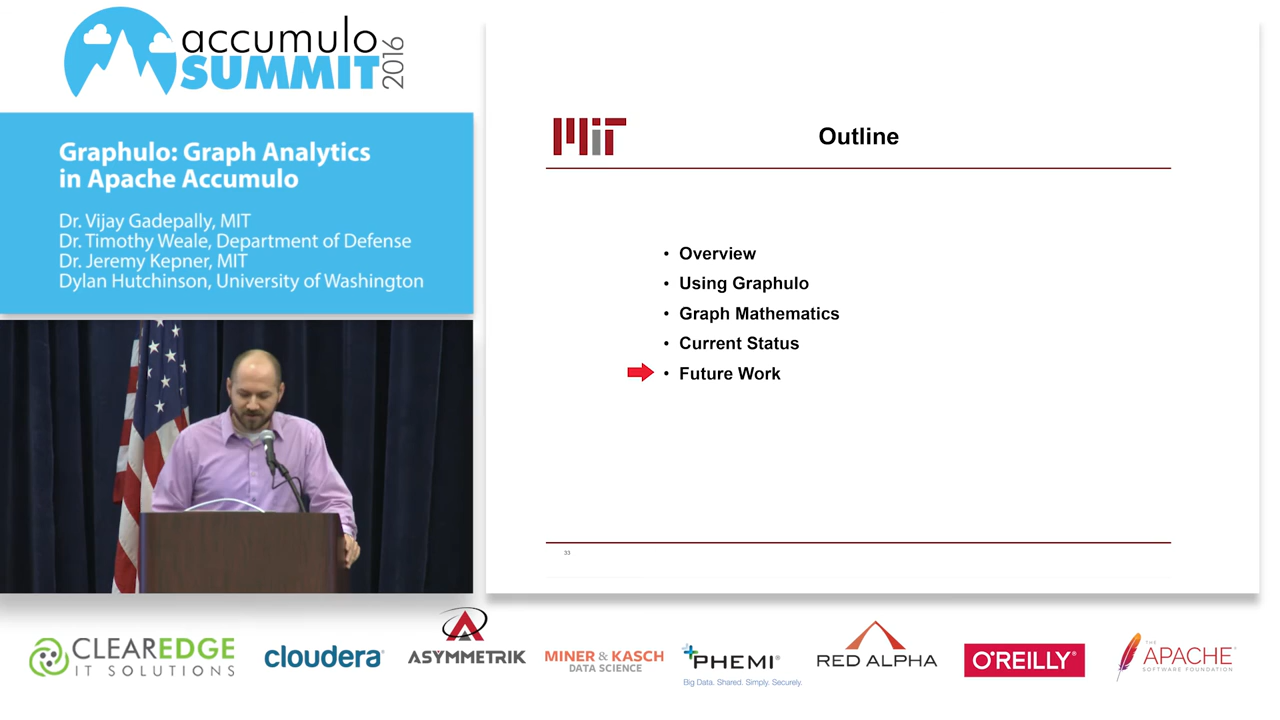 accumulo
SUMMIT
2016
Graphulo: Graph Analytics
in Apache Accumulo
Dr. Vijay Gadepally, MIT
Dr. Timothy Weale, Department of Defense
Dr. Jeremy Kepner, MIT
Dylan Hutchinson, University of Washington
MIT
Outline
• Overview
• Using Graphulo
• Graph Mathematics
• Current Status
• Future Work
33
CLEAREDGE
IT SOLUTIONS
cloudera
ASYMMETRIK
MINER & KASCH
DATA SCIENCE
PHEMI
Big Data. Shared. Simply. Securely.
RED ALPHA
O'REILLY®
THE
APACHE
SOFTWARE FOUNDATION